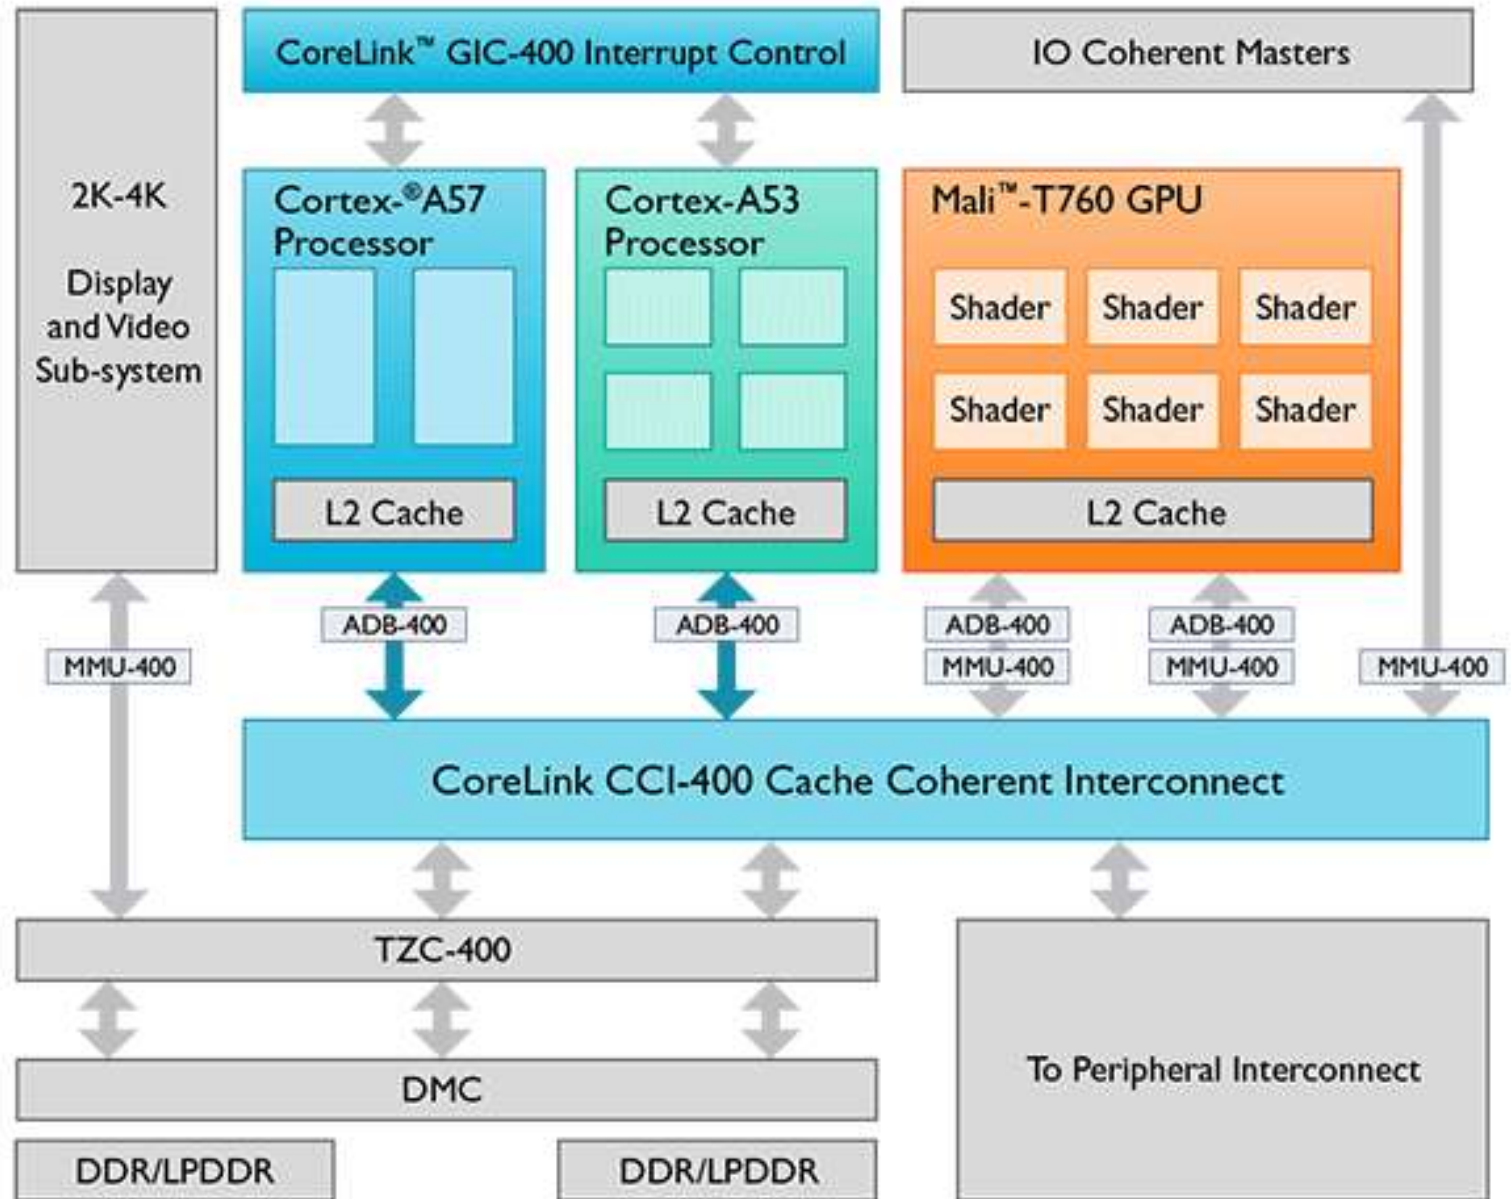 CoreLink™ GIC-400 Interrupt Control
IO Coherent Masters
2K-4K
Display
and Video
Sub-system
Cortex-®A57
Processor
L2 Cache
Cortex-A53
Processor
L2 Cache
Mali™-T760 GPU
Shader Shader Shader
Shader Shader Shader
L2 Cache
MMU-400
ADB-400
ADB-400
ADB-400
MMU-400
ADB-400
MMU-400
MMU-400
CoreLink CCI-400 Cache Coherent Interconnect
TZC-400
DMC
DDR/LPDDR
DDR/LPDDR
To Peripheral Interconnect